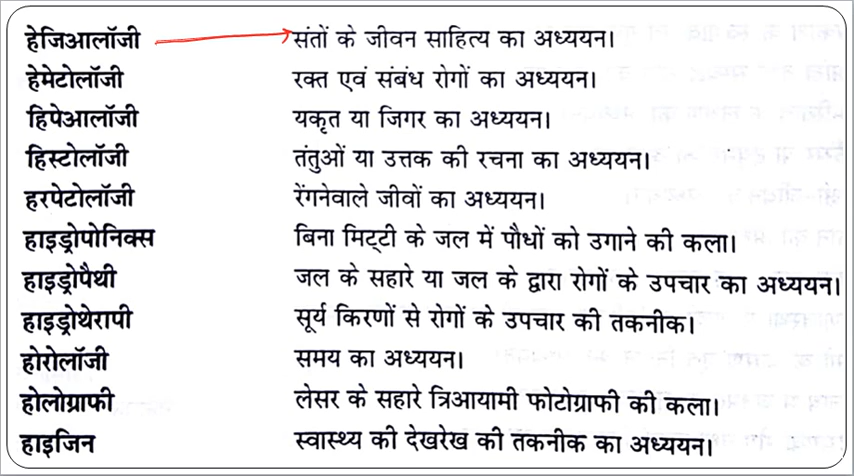 हेजिआलॉजी संतों के जीवन साहित्य का अध्ययन।
हेमेटोलॉजी रक्त एवं संबंध रोगों का अध्ययन।
हिपेआलॉजी यकृत या जिगर का अध्ययन।
हिस्टोलॉजी तंतुओं या उत्तक की रचना का अध्ययन।
हरपेटोलॉजी रेंगनेवाले जीवों का अध्ययन।
हाइड्रोपोनिक्स बिना मिट्टी के जल में पौधों को उगाने की कला।
हाइड्रोपैथी जल के सहारे या जल के द्वारा रोगों के उपचार का अध्ययन।
हाइड्रोथेरापी सूर्य किरणों से रोगों के उपचार की तकनीक।
होरोलॉजी समय का अध्ययन।
होलोग्राफी लेसर के सहारे त्रिआयामी फोटोग्राफी की कला।
हाइजिन स्वास्थ्य की देखरेख की तकनीक का अध्ययन।